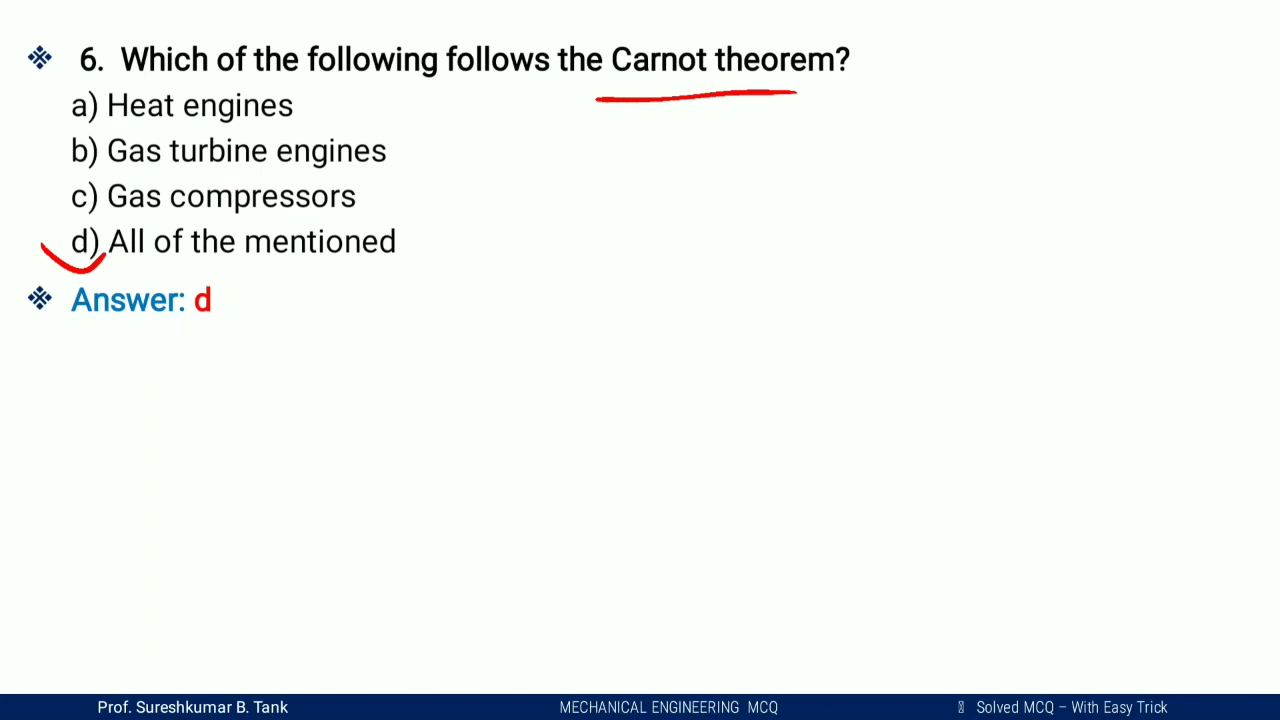 ❖ 6. Which of the following follows the Carnot theorem?
a) Heat engines
b) Gas turbine engines
c) Gas compressors
d) All of the mentioned
❖ Answer: d
Prof. Sureshkumar B. Tank MECHANICAL ENGINEERING MCQ Solved MCQ – With Easy Trick